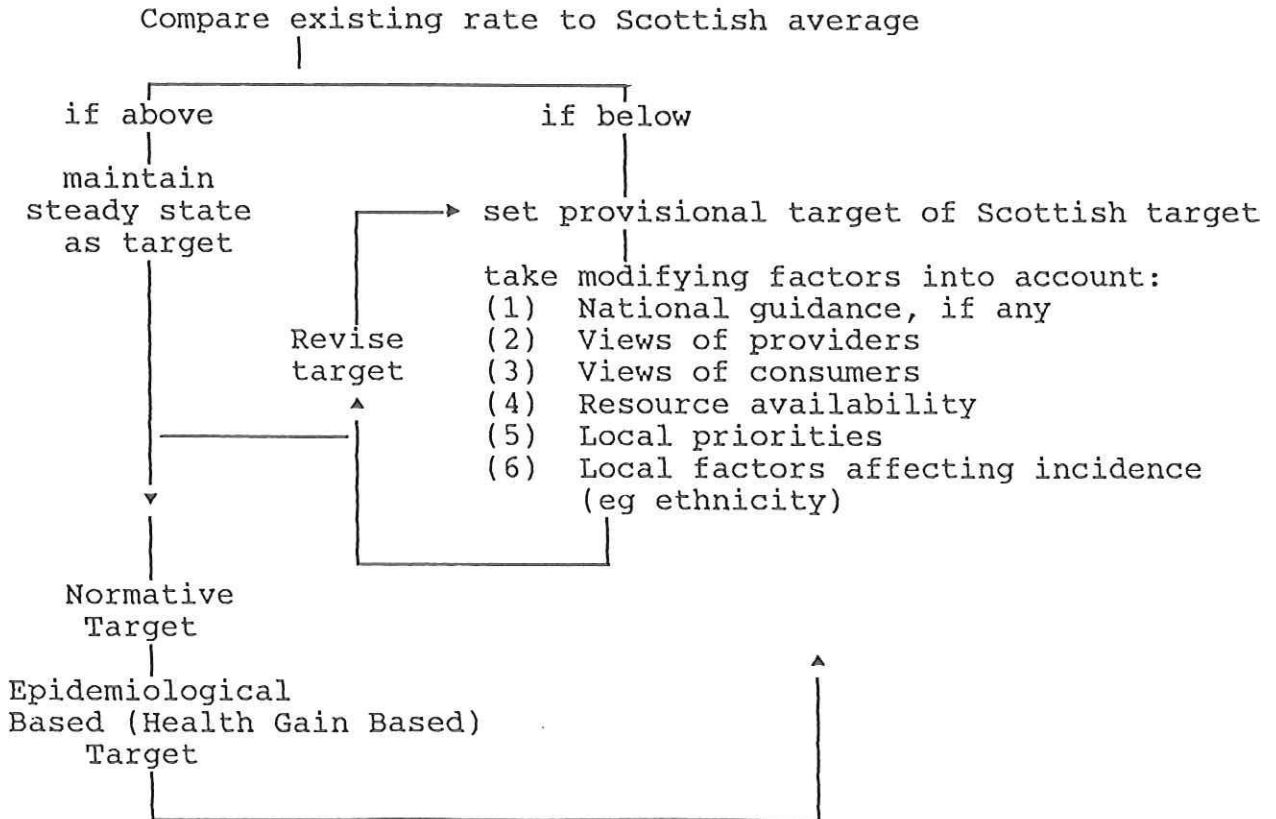 Compare existing rate to Scottish average
if above
if below
maintain
steady state
as target
set provisional target of Scottish target
take modifying factors into account:
(1) National guidance, if any
(2) Views of providers
(3) Views of consumers
(4) Resource availability
(5) Local priorities
(6) Local factors affecting incidence
(eg ethnicity)
Revise
target
Normative
Target
Epidemiological
Based (Health Gain Based)
Target